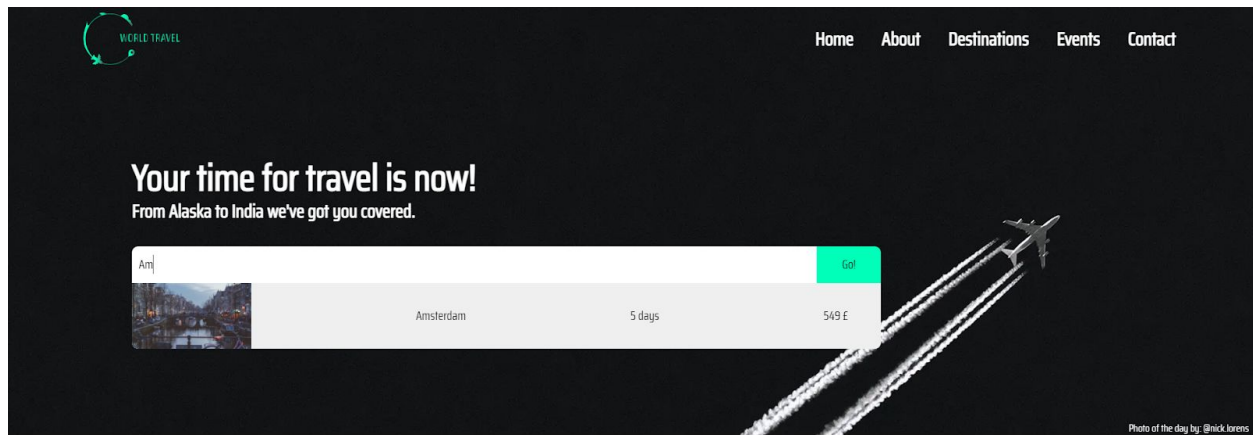 WORLD TRAVEL
Home About Destinations Events Contact
Your time for travel is now!
From Alaska to India we've got you covered.
Am
Go!
Amsterdam 5 days 549 £
Photo of the day by: @nick.lorens